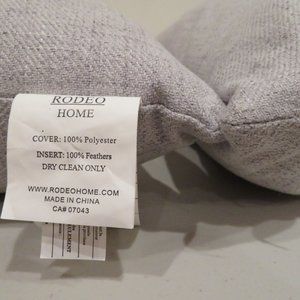 RODEO
HOME
COVER: 100% Polyester
INSERT: 100% Feathers
DRY CLEAN ONLY
WWW.RODEOHOME.COM
MADE IN CHINA
CA# 07043